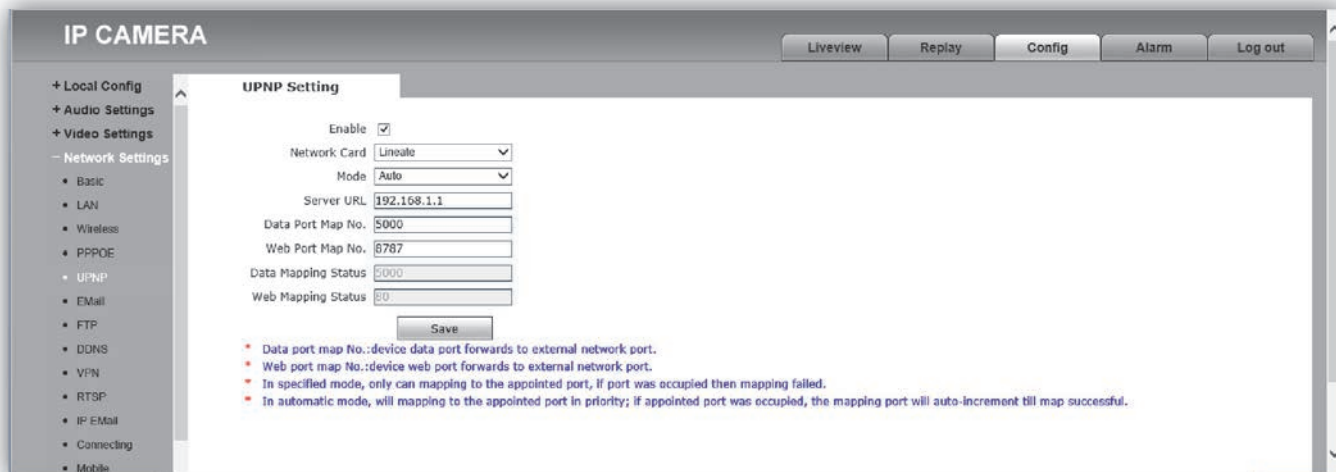 IP CAMERA
Liveview
Replay
Config
Alarm
Log out
+ Local Config
+ Audio Settings
+ Video Settings
− Network Settings
• Basic
• LAN
• Wireless
• PPPOE
• UPNP
• EMail
• FTP
• DDNS
• VPN
• RTSP
• IP EMail
• Connecting
• Mobile
UPNP Setting
Enable
Network Card Lineate
Mode Auto
Server URL 192.168.1.1
Data Port Map No. 5000
Web Port Map No. 8787
Data Mapping Status 5000
Web Mapping Status 80
Save
* Data port map No.:device data port forwards to external network port.
* Web port map No.:device web port forwards to external network port.
* In specified mode, only can mapping to the appointed port, if port was occupied then mapping failed.
* In automatic mode, will mapping to the appointed port in priority; if appointed port was occupied, the mapping port will auto-increment till map successful.